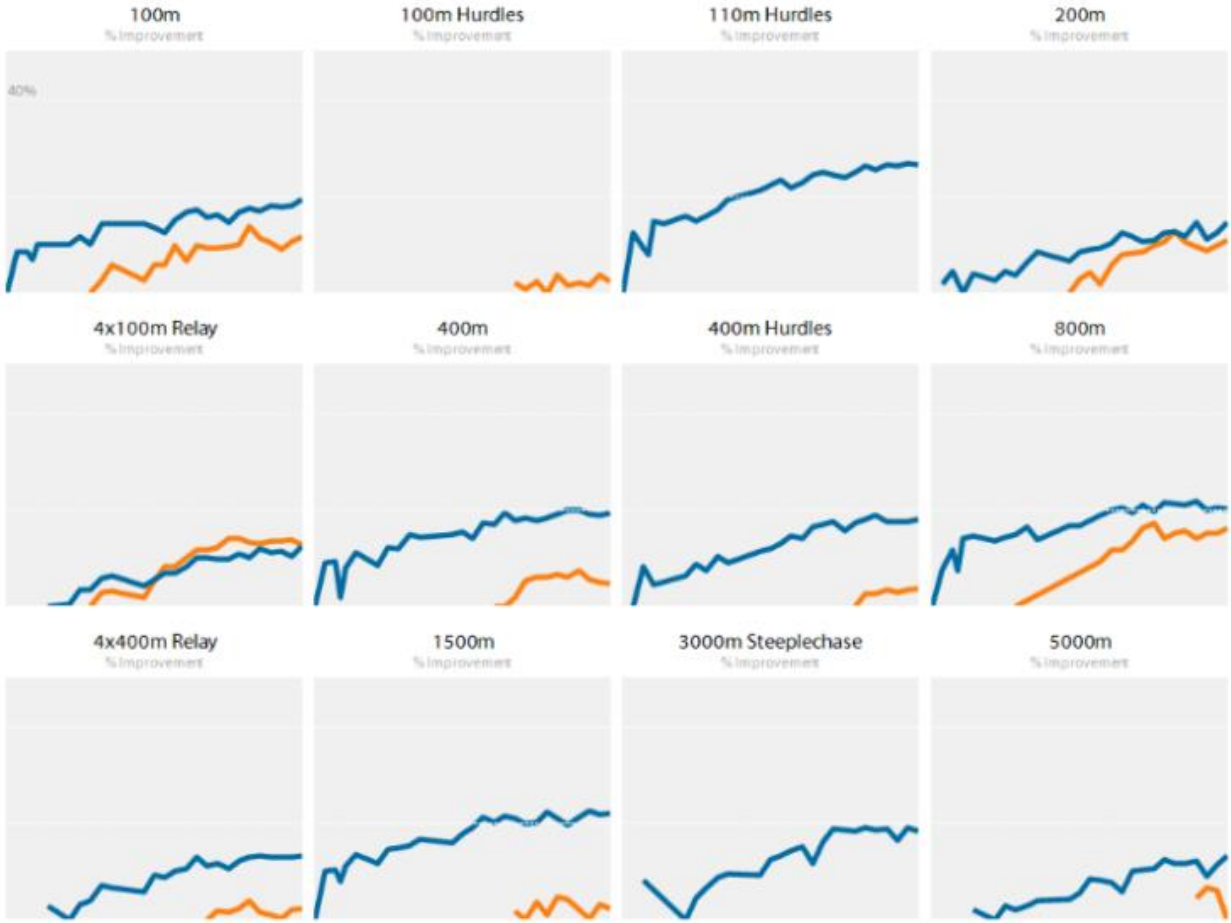 100m
% Improvement
100m Hurdles
% Improvement
110m Hurdles
% Improvement
200m
% Improvement
40%
4x100m Relay
% Improvement
400m
% Improvement
400m Hurdles
% Improvement
800m
% Improvement
4x400m Relay
% Improvement
1500m
% Improvement
3000m Steeplechase
% Improvement
5000m
% Improvement